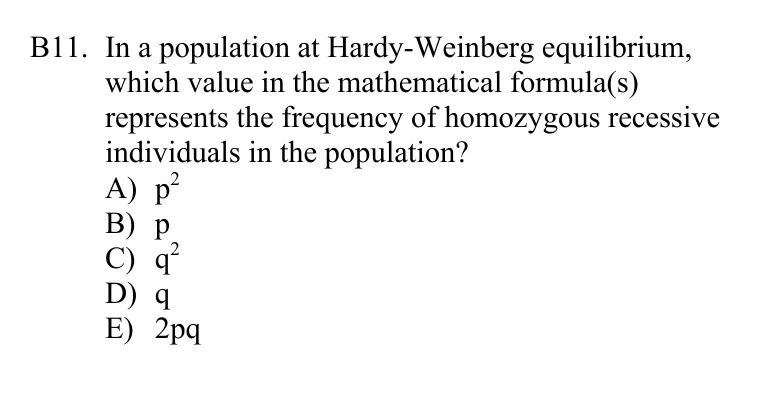 B11. In a population at Hardy-Weinberg equilibrium,
which value in the mathematical formula(s)
represents the frequency of homozygous recessive
individuals in the population?
A) p²
B) p
C) q²
D) q
E) 2pq